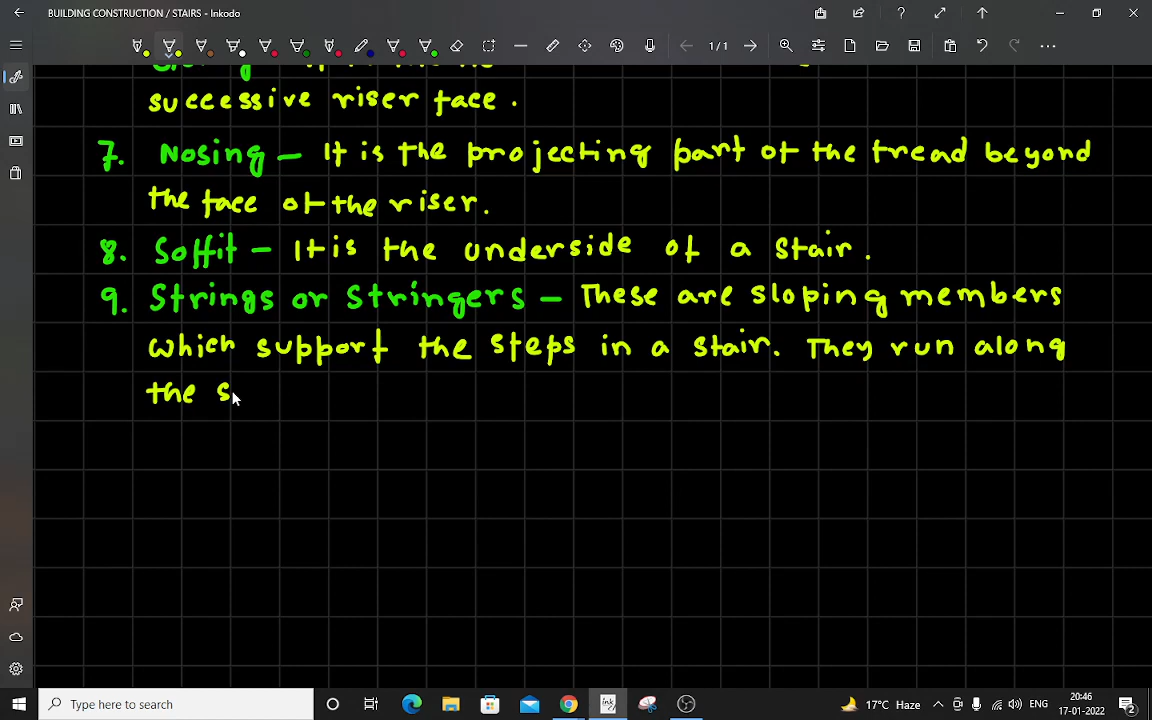 BUILDING CONSTRUCTION / STAIRS - Inkodo
1/1
successive riser face.
7. Nosing - It is the projecting part of the tread beyond
the face of the riser.
8. Soffit - It is the underside of a stair.
9. Strings or Stringers - These are sloping members
which support the steps in a stair. They run along
the s
Type here to search
ink
17°C Haze
ENG
20:46
17-01-2022
2